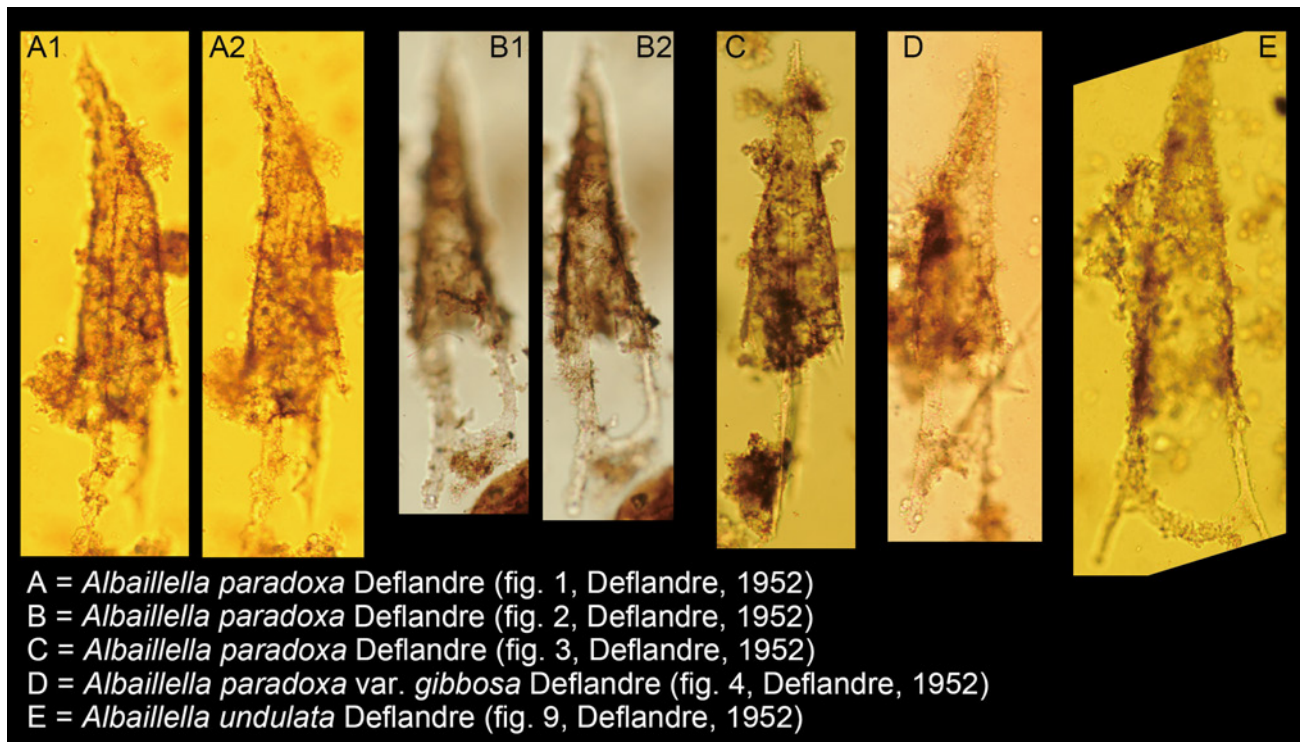 A1 A2 B1 B2 C D E
A = Albaillella paradoxa Deflandre (fig. 1, Deflandre, 1952)
B = Albaillella paradoxa Deflandre (fig. 2, Deflandre, 1952)
C = Albaillella paradoxa Deflandre (fig. 3, Deflandre, 1952)
D = Albaillella paradoxa var. gibbosa Deflandre (fig. 4, Deflandre, 1952)
E = Albaillella undulata Deflandre (fig. 9, Deflandre, 1952)